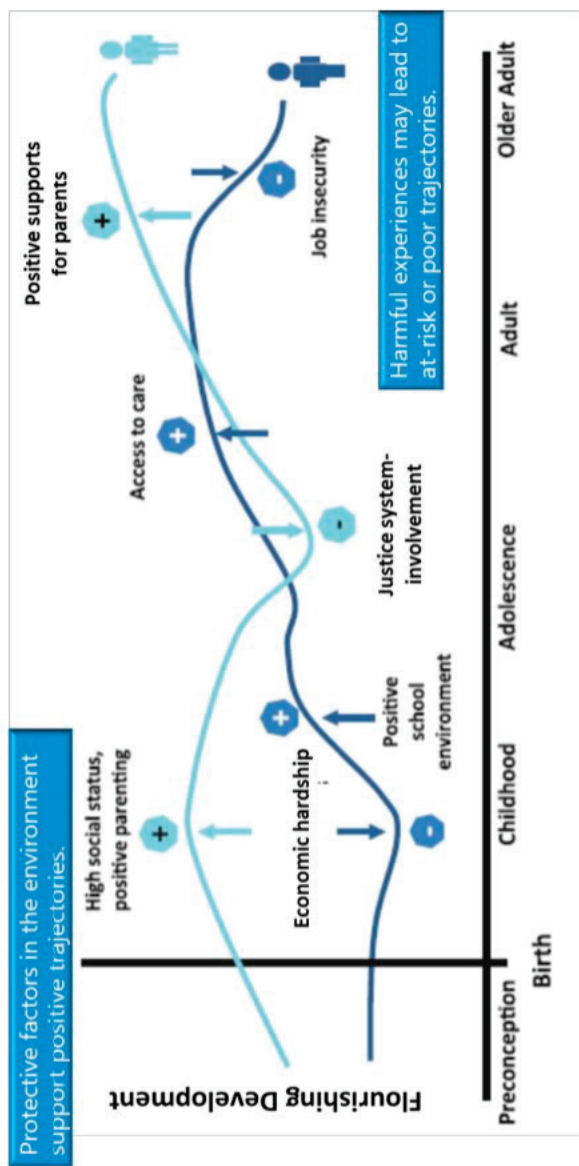 Protective factors in the environment
support positive trajectories.
Flourishing Development
High social status,
positive parenting
+
Economic hardship
-
+
Positive
school
environment
Access to care
+
-
Justice system-
involvement
Positive supports
for parents
+
-
Job insecurity
Harmful experiences may lead to
at-risk or poor trajectories.
Preconception
Birth
Childhood
Adolescence
Adult
Older Adult